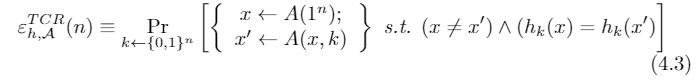 ε^{TCR}_{h,𝒜}(n) ≡ Pr_{k←{0,1}^n} [ { x ← A(1^n); x′ ← A(x, k) } s.t. (x ≠ x′) ∧ (h_k(x) = h_k(x′)) ]
(4.3)